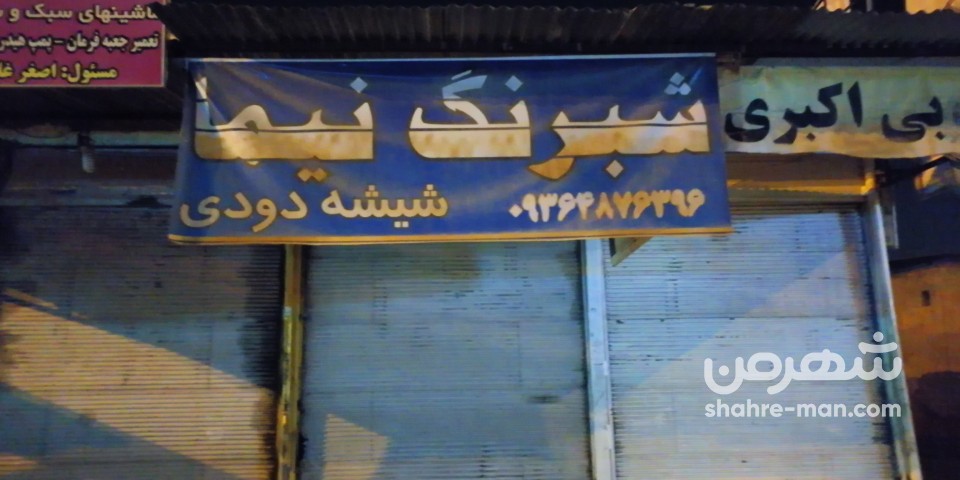 ماشینهای سبک و
تعمیر جعبه فرمان - پمپ هیدر
مسئول: اصغر
شبرنگ نیما
۰۹۳۶۴۸۷۶۳۹۶
شیشه دودی
بی اکبری
شهرمن
shahre-man.com